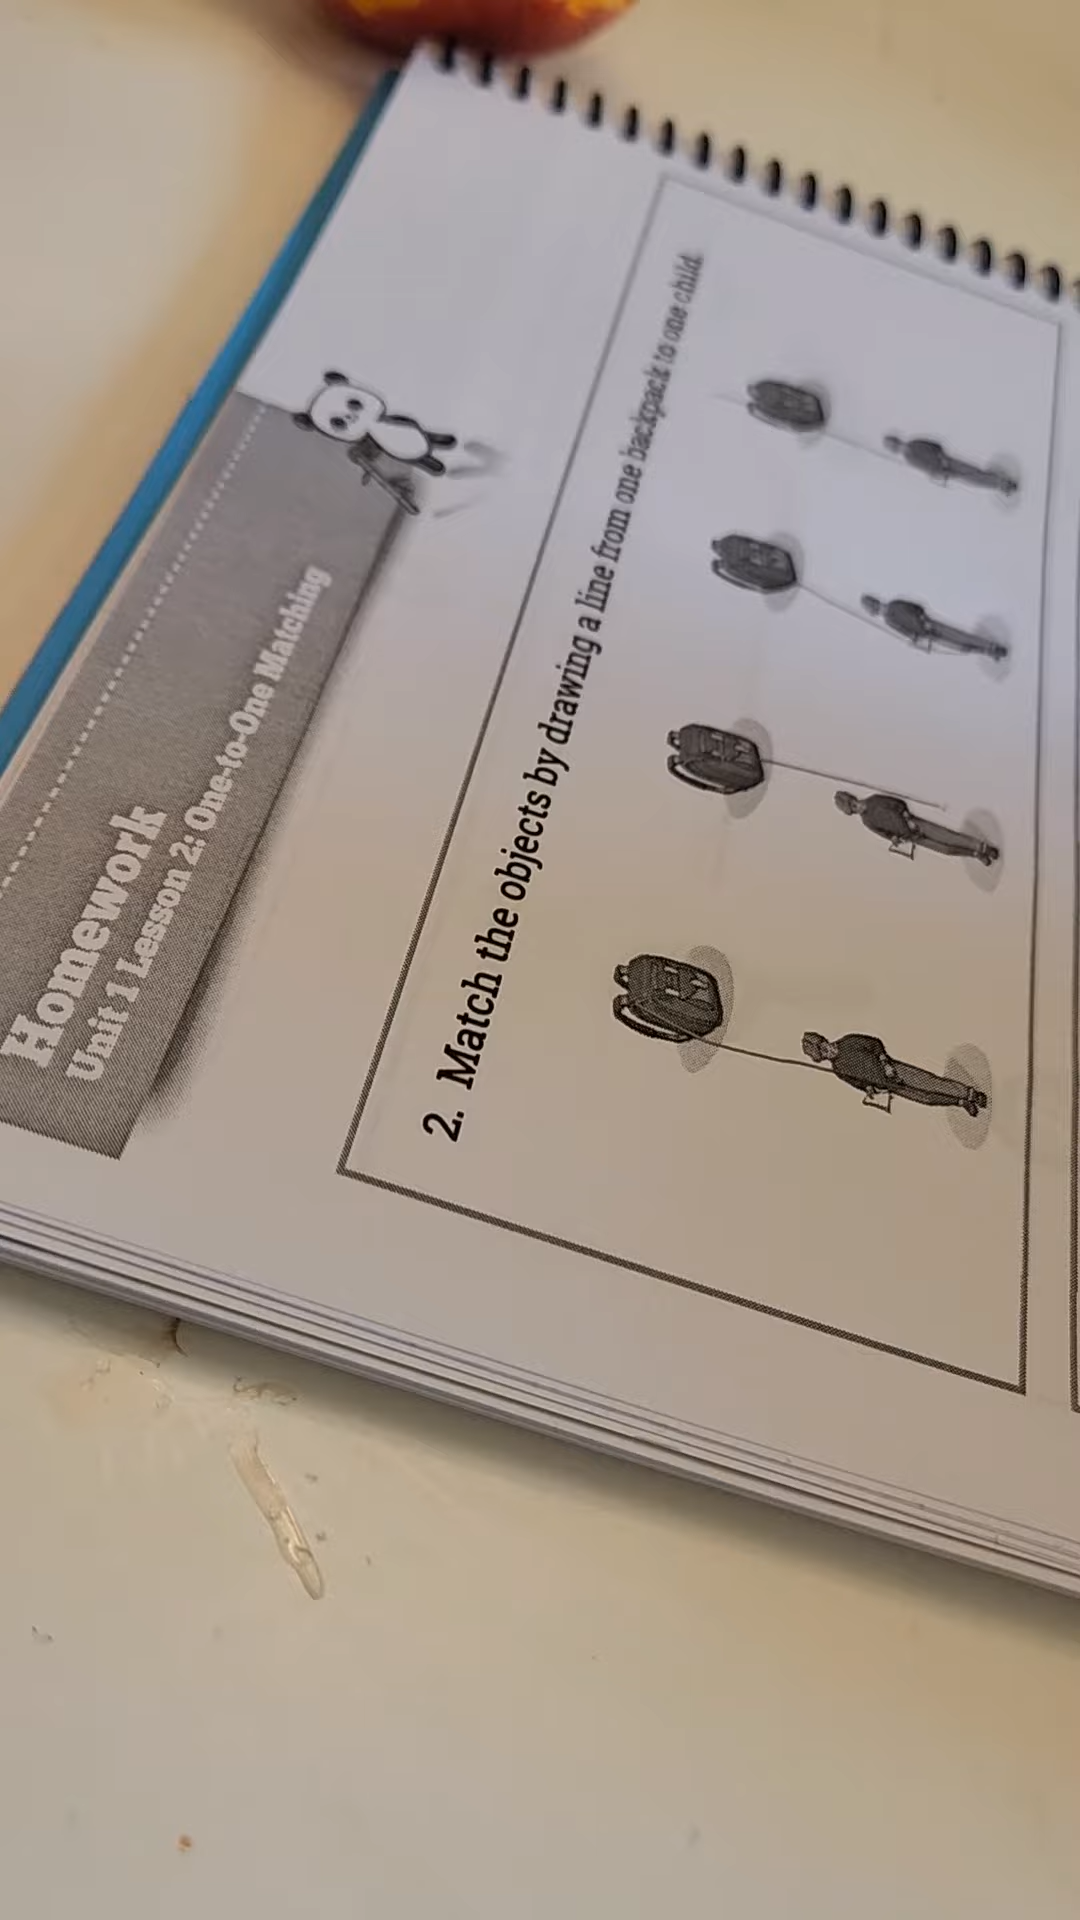 Homework
Unit 1 Lesson 2: One-to-One Matching
2. Match the objects by drawing a line from one backpack to one child.